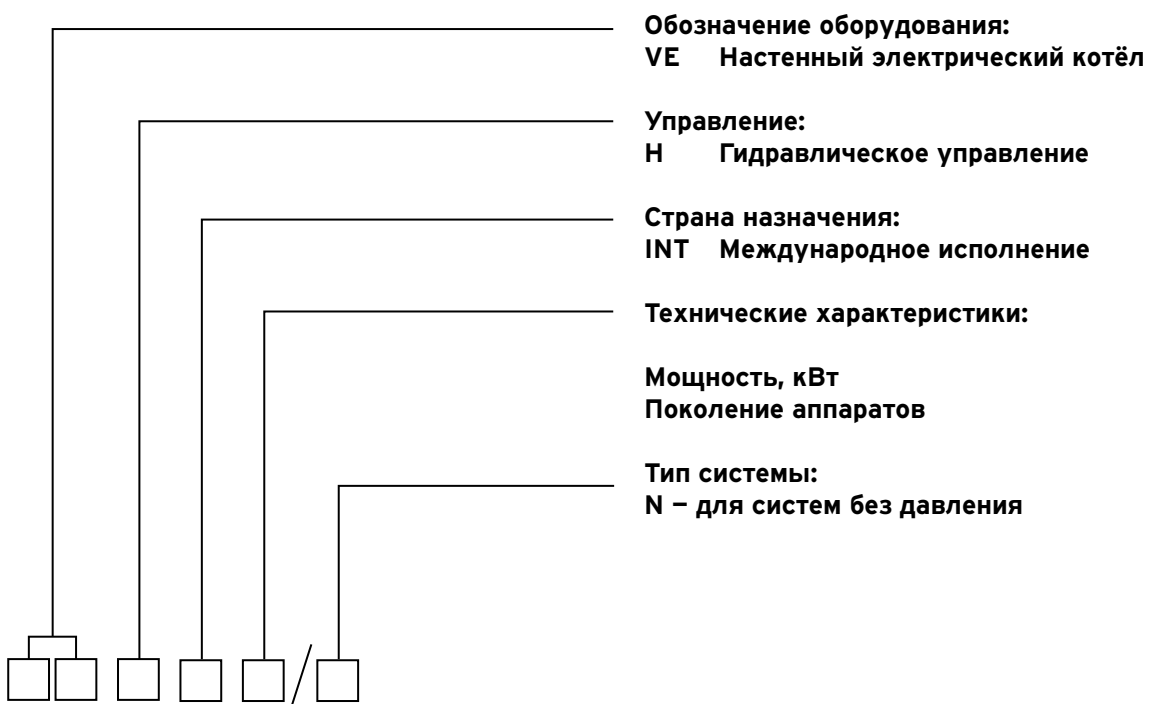 Обозначение оборудования:
VE Настенный электрический котёл
Управление:
H Гидравлическое управление
Страна назначения:
INT Международное исполнение
Технические характеристики:
Мощность, кВт
Поколение аппаратов
Тип системы:
N – для систем без давления
/